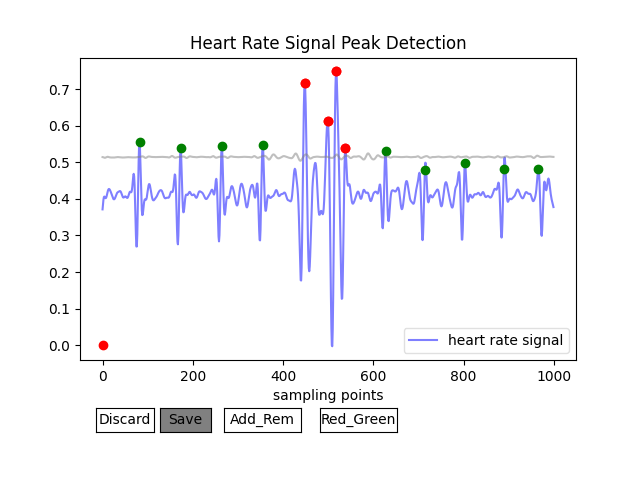 Heart Rate Signal Peak Detection
0.7
0.6
0.5
0.4
0.3
0.2
0.1
0.0
heart rate signal
0 200 400 600 800 1000
sampling points
Discard Save Add_Rem Red_Green